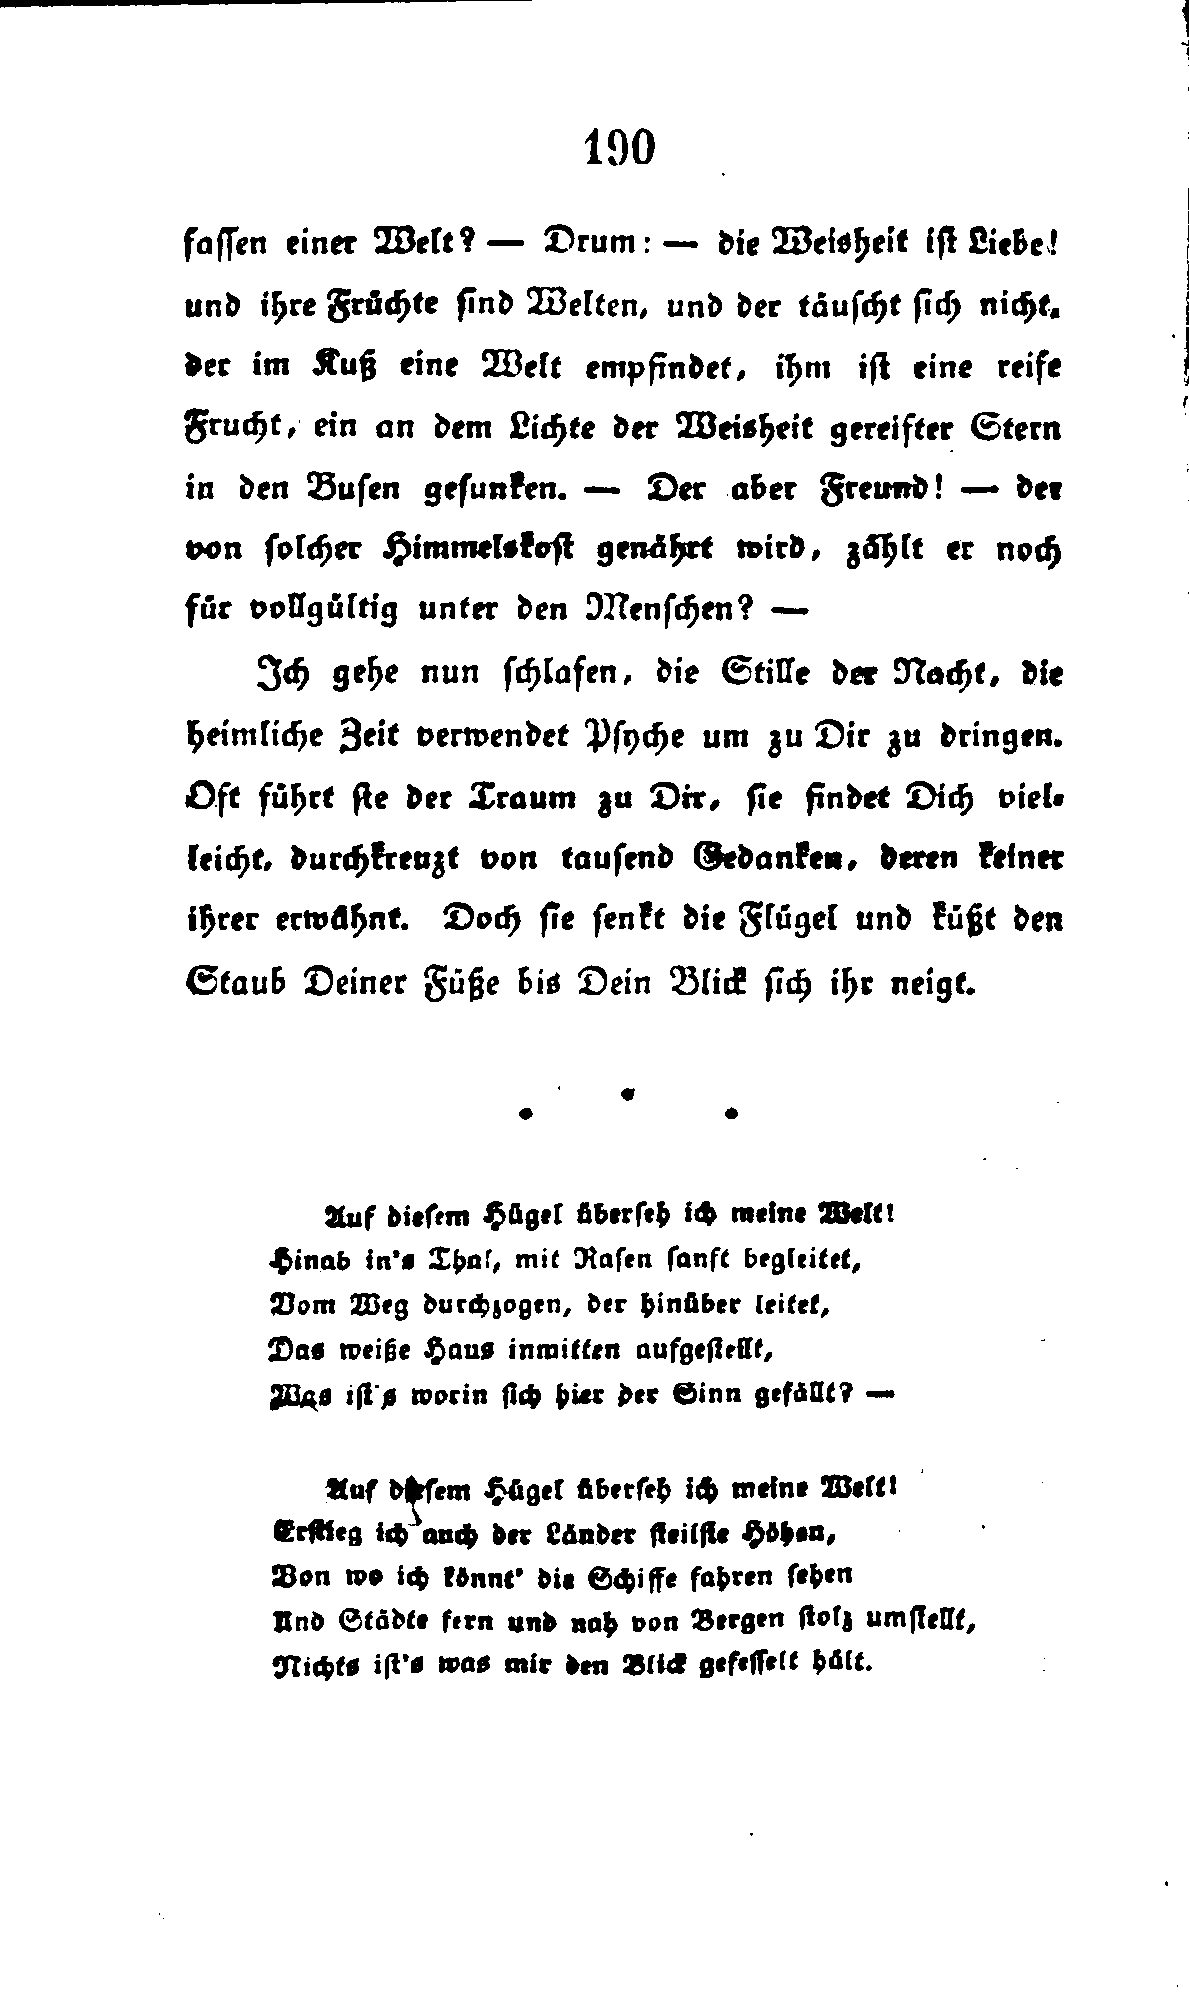 190
fassen einer Welt? — Drum: — die Weisheit ist Liebe!
und ihre Früchte sind Welten, und der täuscht sich nicht,
der im Kuß eine Welt empfindet, ihm ist eine reife
Frucht, ein an dem Lichte der Weisheit gereifter Stern
in den Busen gesunken. — Der aber Freund! — der
von solcher Himmelskost genährt wird, zählt er noch
für vollgültig unter den Menschen? —
Ich gehe nun schlafen, die Stille der Nacht, die
heimliche Zeit verwendet Psyche um zu Dir zu dringen.
Oft führt sie der Traum zu Dir, sie findet Dich viel-
leicht, durchkreuzt von tausend Gedanken, deren keiner
ihrer erwähnt. Doch sie senkt die Flügel und küßt den
Staub Deiner Füße bis Dein Blick sich ihr neigt.
Auf diesem Hügel überseh ich meine Welt!
Hinab in's Thal, mit Rasen sanft begleitet,
Vom Weg durchzogen, der hinüber leitet,
Das weiße Haus inmitten aufgestellt,
Was ist's worin sich hier der Sinn gefällt? —
Auf diesem Hügel überseh ich meine Welt!
Erstieg ich auch der Länder steilste Höhen,
Von wo ich könnt' die Schiffe fahren sehen
Und Städte fern und nah von Bergen stolz umstellt,
Nichts ist's was mir den Blick gefesselt hält.